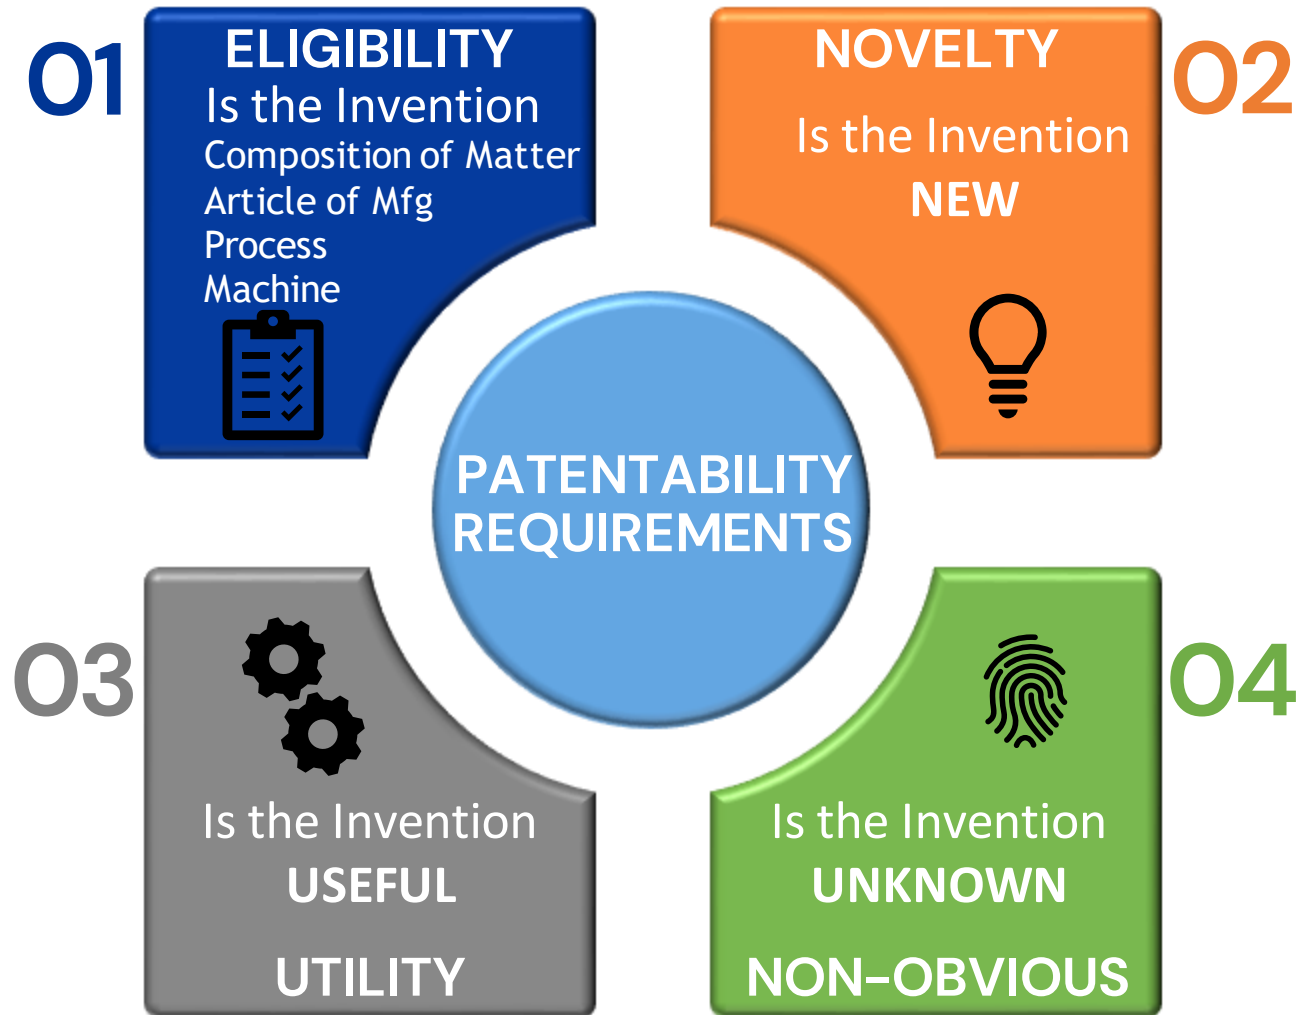 01
ELIGIBILITY
Is the Invention
Composition of Matter
Article of Mfg
Process
Machine
NOVELTY
02
Is the Invention
NEW
PATENTABILITY
REQUIREMENTS
03
Is the Invention
USEFUL
UTILITY
04
Is the Invention
UNKNOWN
NON-OBVIOUS